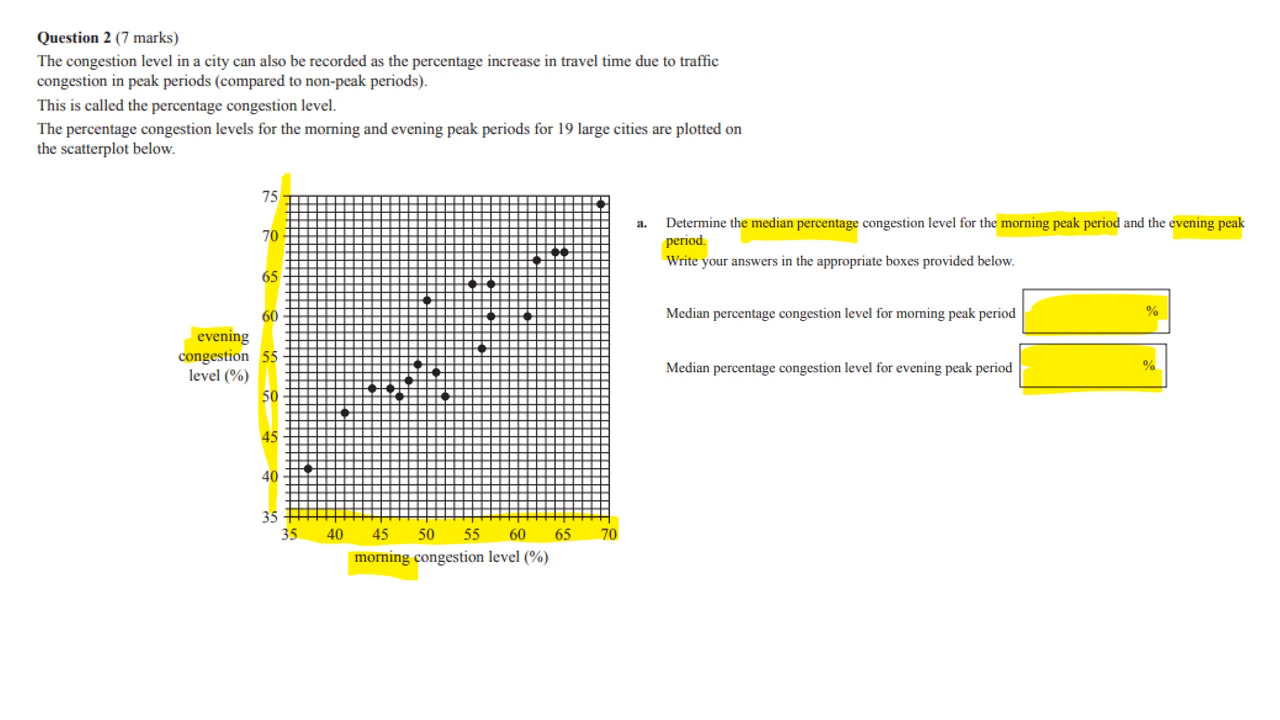 Question 2 (7 marks)
The congestion level in a city can also be recorded as the percentage increase in travel time due to traffic
congestion in peak periods (compared to non-peak periods).
This is called the percentage congestion level.
The percentage congestion levels for the morning and evening peak periods for 19 large cities are plotted on
the scatterplot below.
75
70
65
60
55
50
45
40
35
evening
congestion
level (%)
35 40 45 50 55 60 65 70
morning congestion level (%)
a. Determine the median percentage congestion level for the morning peak period and the evening peak
period.
Write your answers in the appropriate boxes provided below.
Median percentage congestion level for morning peak period %
Median percentage congestion level for evening peak period %